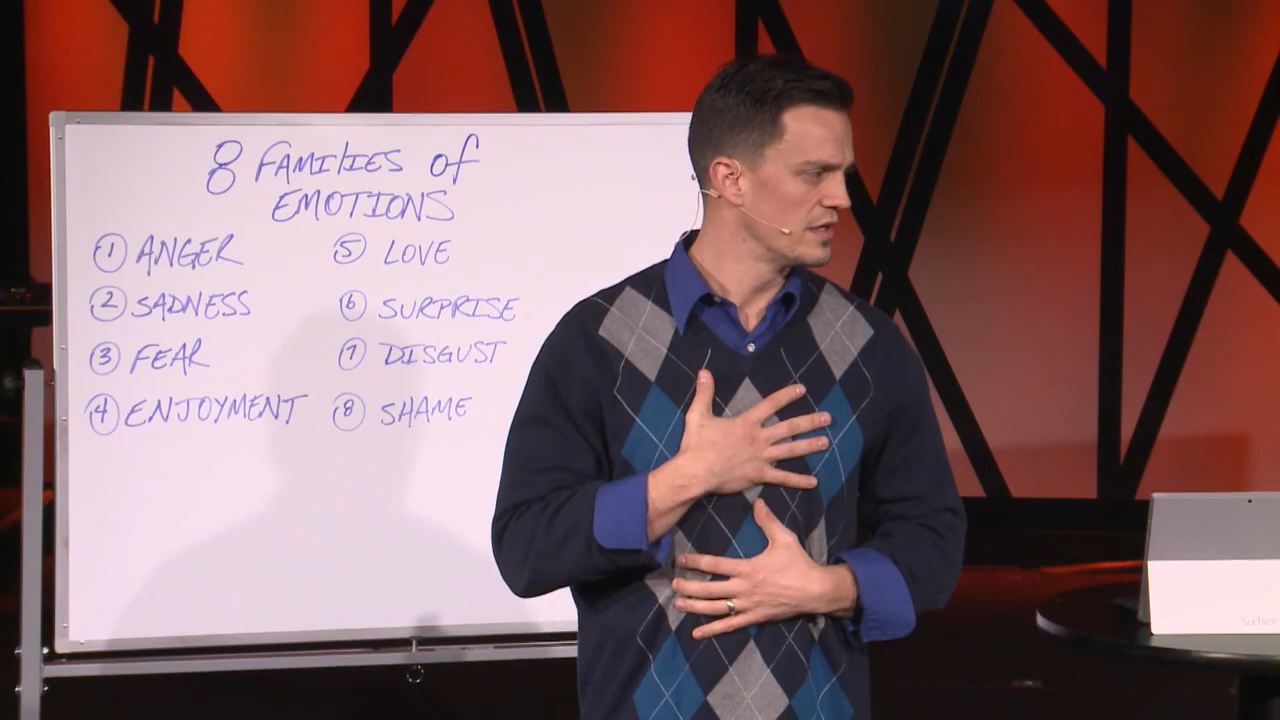 8 FAMILIES of
EMOTIONS
① ANGER
② SADNESS
③ FEAR
④ ENJOYMENT
⑤ LOVE
⑥ SURPRISE
⑦ DISGUST
⑧ SHAME
Surface